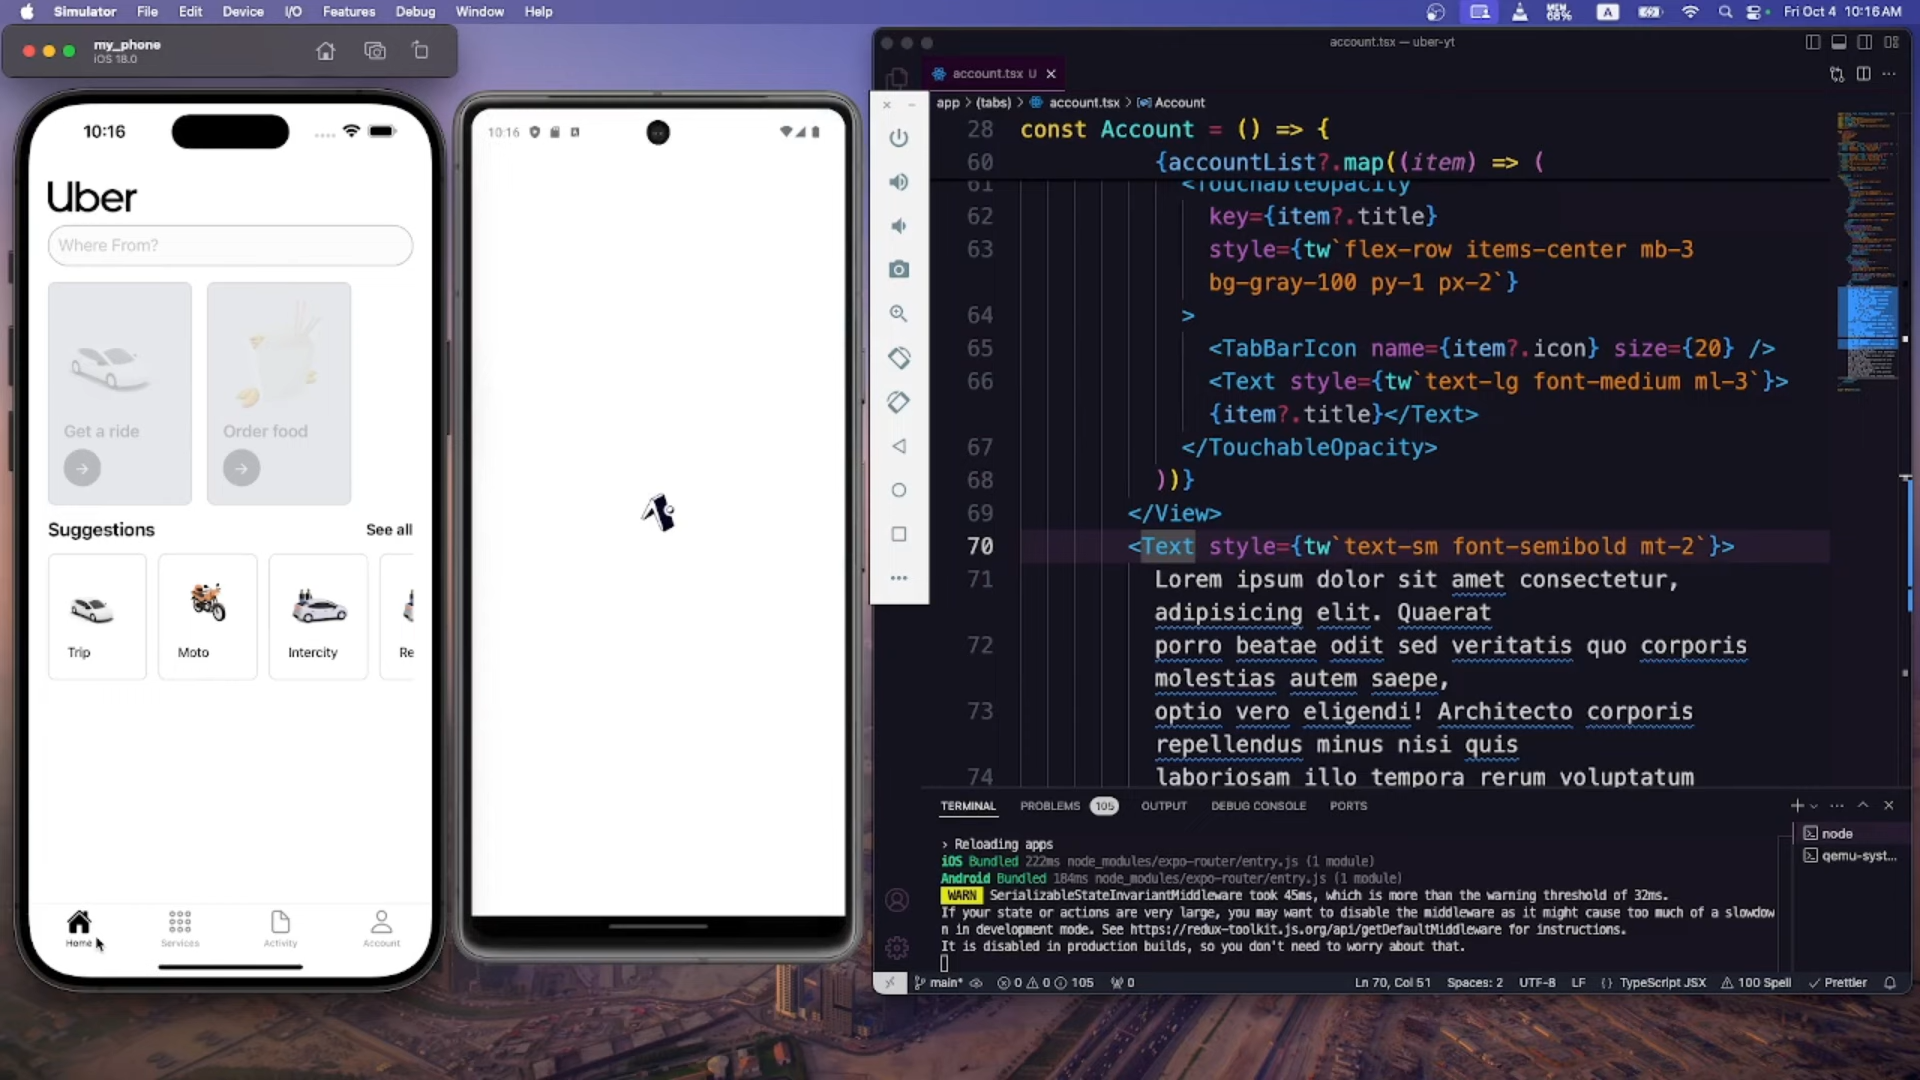 Simulator File Edit Device I/O Features Debug Window Help
MEM 68% A Fri Oct 4 10:16 AM
my_phone
iOS 18.0
10:16
Uber
Where From?
Get a ride
Order food
Suggestions See all
Trip
Moto
Intercity
Re
Home
Services
Activity
Account
10:16
account.tsx — uber-yt
account.tsx U
app > (tabs) > account.tsx > Account
28 const Account = () => {
60 {accountList?.map((item) => (
61 <TouchableOpacity
62 key={item?.title}
63 style={tw`flex-row items-center mb-3
bg-gray-100 py-1 px-2`}
64 >
65 <TabBarIcon name={item?.icon} size={20} />
66 <Text style={tw`text-lg font-medium ml-3`}>
{item?.title}</Text>
67 </TouchableOpacity>
68 ))}
69 </View>
70 <Text style={tw`text-sm font-semibold mt-2`}>
71 Lorem ipsum dolor sit amet consectetur,
adipisicing elit. Quaerat
72 porro beatae odit sed veritatis quo corporis
molestias autem saepe,
73 optio vero eligendi! Architecto corporis
repellendus minus nisi quis
74 laboriosam illo tempora rerum voluptatum
TERMINAL PROBLEMS 105 OUTPUT DEBUG CONSOLE PORTS
› Reloading apps
iOS Bundled 222ms node_modules/expo-router/entry.js (1 module)
Android Bundled 184ms node_modules/expo-router/entry.js (1 module)
WARN SerializableStateInvariantMiddleware took 45ms, which is more than the warning threshold of 32ms.
If your state or actions are very large, you may want to disable the middleware as it might cause too much of a slowdow
n in development mode. See https://redux-toolkit.js.org/api/getDefaultMiddleware for instructions.
It is disabled in production builds, so you don't need to worry about that.
node
qemu-syst...
main* 0 0 105 0 Ln 70, Col 51 Spaces: 2 UTF-8 LF {} TypeScript JSX 100 Spell Prettier